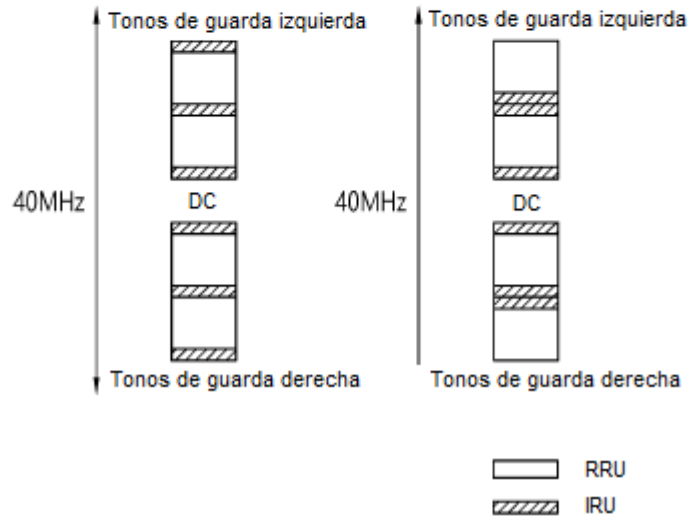 Tonos de guarda izquierda
40MHz
DC
Tonos de guarda derecha
Tonos de guarda izquierda
40MHz
DC
Tonos de guarda derecha
RRU
IRU